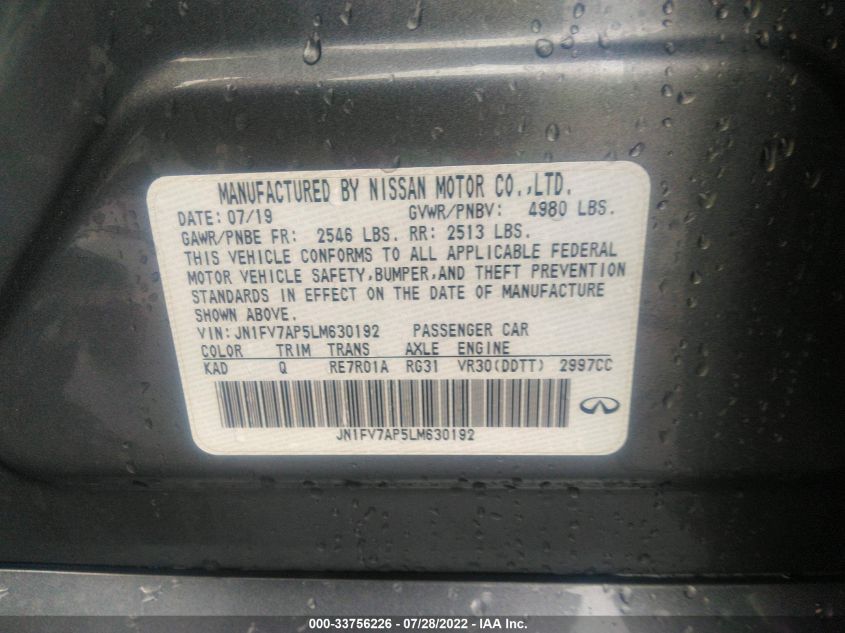 MANUFACTURED BY NISSAN MOTOR CO.,LTD.
DATE: 07/19 GVWR/PNBV: 4980 LBS.
GAWR/PNBE FR: 2546 LBS. RR: 2513 LBS.
THIS VEHICLE CONFORMS TO ALL APPLICABLE FEDERAL
MOTOR VEHICLE SAFETY,BUMPER,AND THEFT PREVENTION
STANDARDS IN EFFECT ON THE DATE OF MANUFACTURE
SHOWN ABOVE.
VIN: JN1FV7AP5LM630192 PASSENGER CAR
COLOR TRIM TRANS AXLE ENGINE
KAD Q RE7R01A RG31 VR30(DDTT) 2997CC
JN1FV7AP5LM630192
000-33756226 - 07/28/2022 - IAA Inc.